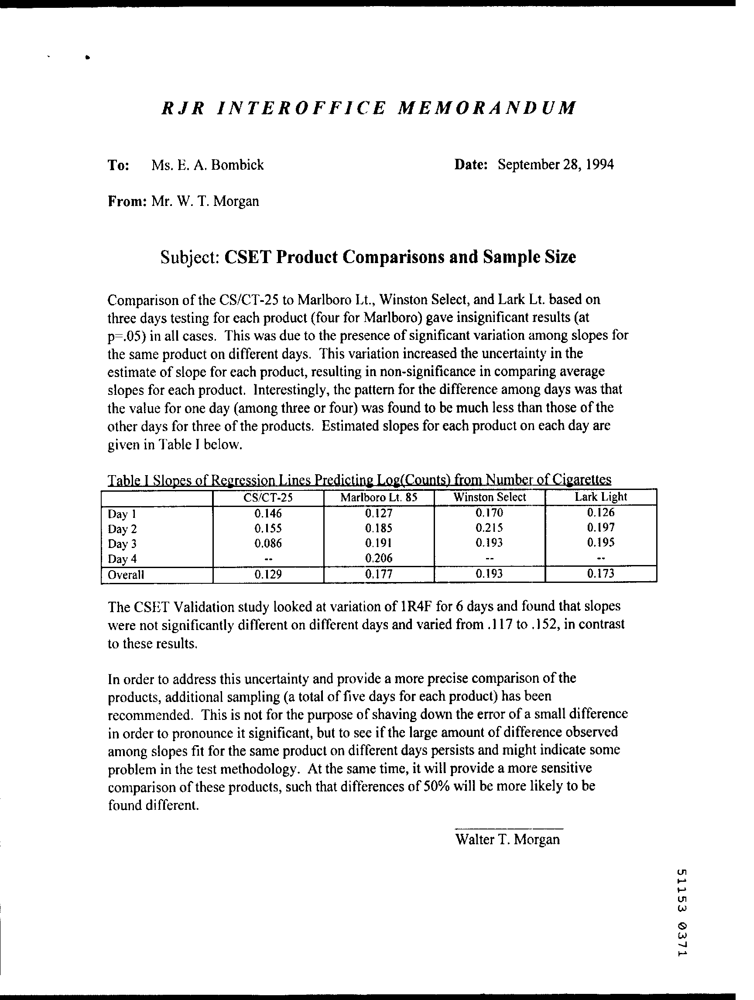 RJR INTEROFFICE MEMORANDUM
To: Ms. E. A. Bombick Date: September 28, 1994
From: Mr. W. T. Morgan
Subject: CSET Product Comparisons and Sample Size
Comparison of the CS/CT-25 to Marlboro Lt., Winston Select, and Lark Lt. based on
three days testing for each product (four for Marlboro) gave insignificant results (at
p=.05) in all cases. This was due to the presence of significant variation among slopes for
the same product on different days. This variation increased the uncertainty in the
estimate of slope for each product, resulting in non-significance in comparing average
slopes for each product. Interestingly, the pattern for the difference among days was that
the value for one day (among three or four) was found to be much less than those of the
other days for three of the products. Estimated slopes for each product on each day are
given in Table I below.
Table I Slopes of Regression Lines Predicting Log(Counts) from Number of Cigarettes
CS/CT-25 Marlboro Lt. 85 Winston Select Lark Light
Day 1 0.146 0.127 0.170 0.126
Day 2 0.155 0.185 0.215 0.197
Day 3 0.086 0.191 0.193 0.195
Day 4 -- 0.206 -- --
Overall 0.129 0.177 0.193 0.173
The CSET Validation study looked at variation of 1R4F for 6 days and found that slopes
were not significantly different on different days and varied from .117 to .152, in contrast
to these results.
In order to address this uncertainty and provide a more precise comparison of the
products, additional sampling (a total of five days for each product) has been
recommended. This is not for the purpose of shaving down the error of a small difference
in order to pronounce it significant, but to see if the large amount of difference observed
among slopes fit for the same product on different days persists and might indicate some
problem in the test methodology. At the same time, it will provide a more sensitive
comparison of these products, such that differences of 50% will be more likely to be
found different.
Walter T. Morgan
51153 0371